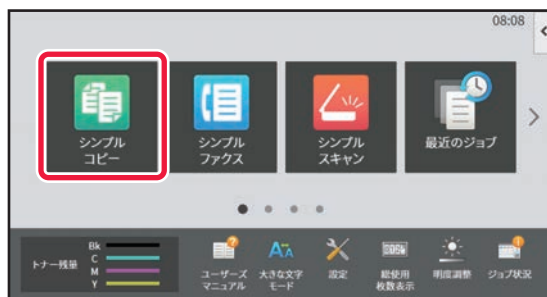 08:08
シンプル
コピー
シンプル
ファクス
シンプル
スキャン
最近のジョブ
トナー残量
Bk
C
M
Y
ユーザーズ
マニュアル
大きな文字
モード
設定
総使用
枚数表示
明度調整
ジョブ状況